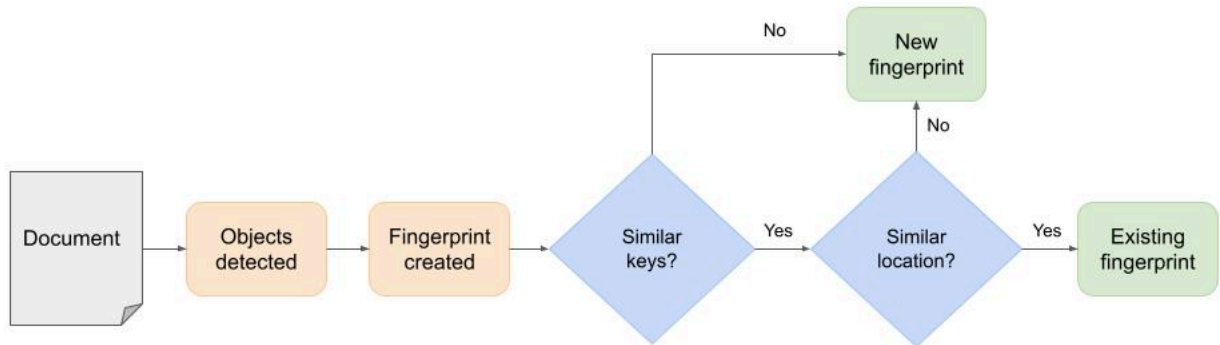 No
New
fingerprint
No
Document
Objects
detected
Fingerprint
created
Similar
keys?
Yes
Similar
location?
Yes
Existing
fingerprint